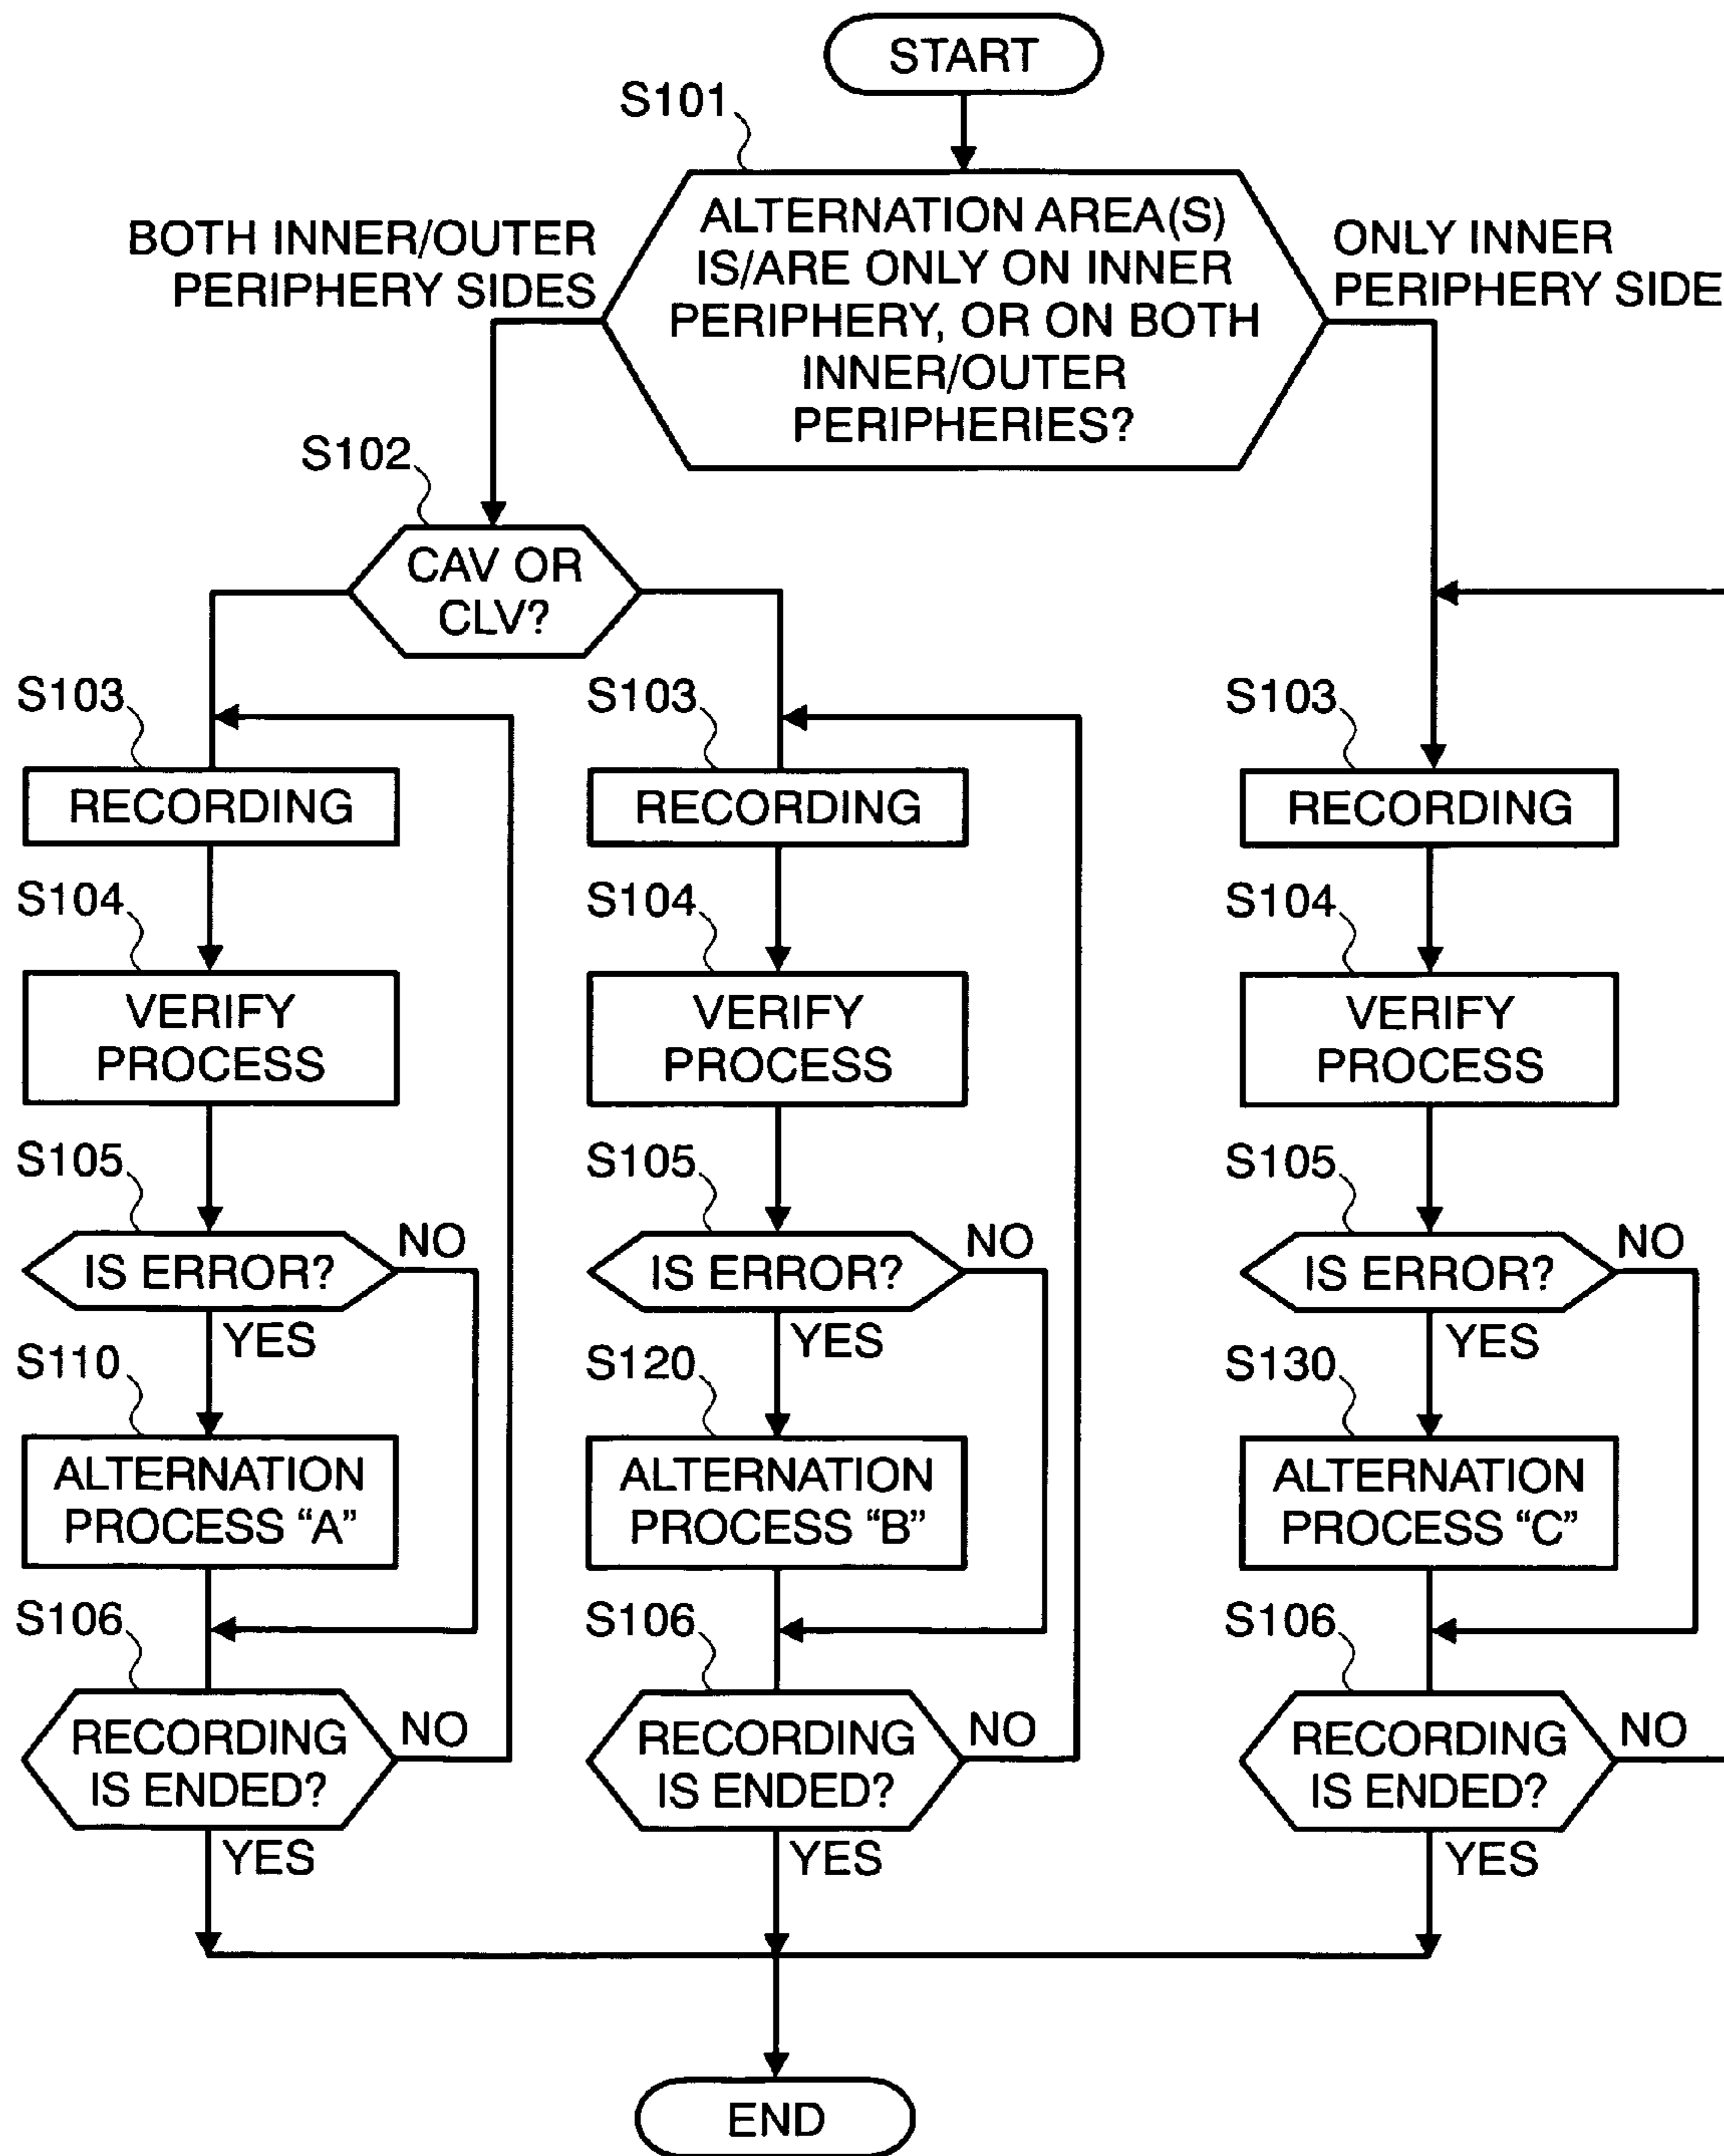 START
S101
ALTERNATION AREA(S)
IS/ARE ONLY ON INNER
PERIPHERY, OR ON BOTH
INNER/OUTER
PERIPHERIES?
BOTH INNER/OUTER
PERIPHERY SIDES
ONLY INNER
PERIPHERY SIDE
S102
CAV OR
CLV?
S103
RECORDING
S104
VERIFY
PROCESS
S105
IS ERROR?
NO
YES
S110
ALTERNATION
PROCESS “A”
S106
RECORDING
IS ENDED?
NO
YES
S103
RECORDING
S104
VERIFY
PROCESS
S105
IS ERROR?
NO
YES
S120
ALTERNATION
PROCESS “B”
S106
RECORDING
IS ENDED?
NO
YES
S103
RECORDING
S104
VERIFY
PROCESS
S105
IS ERROR?
NO
YES
S130
ALTERNATION
PROCESS “C”
S106
RECORDING
IS ENDED?
NO
YES
END